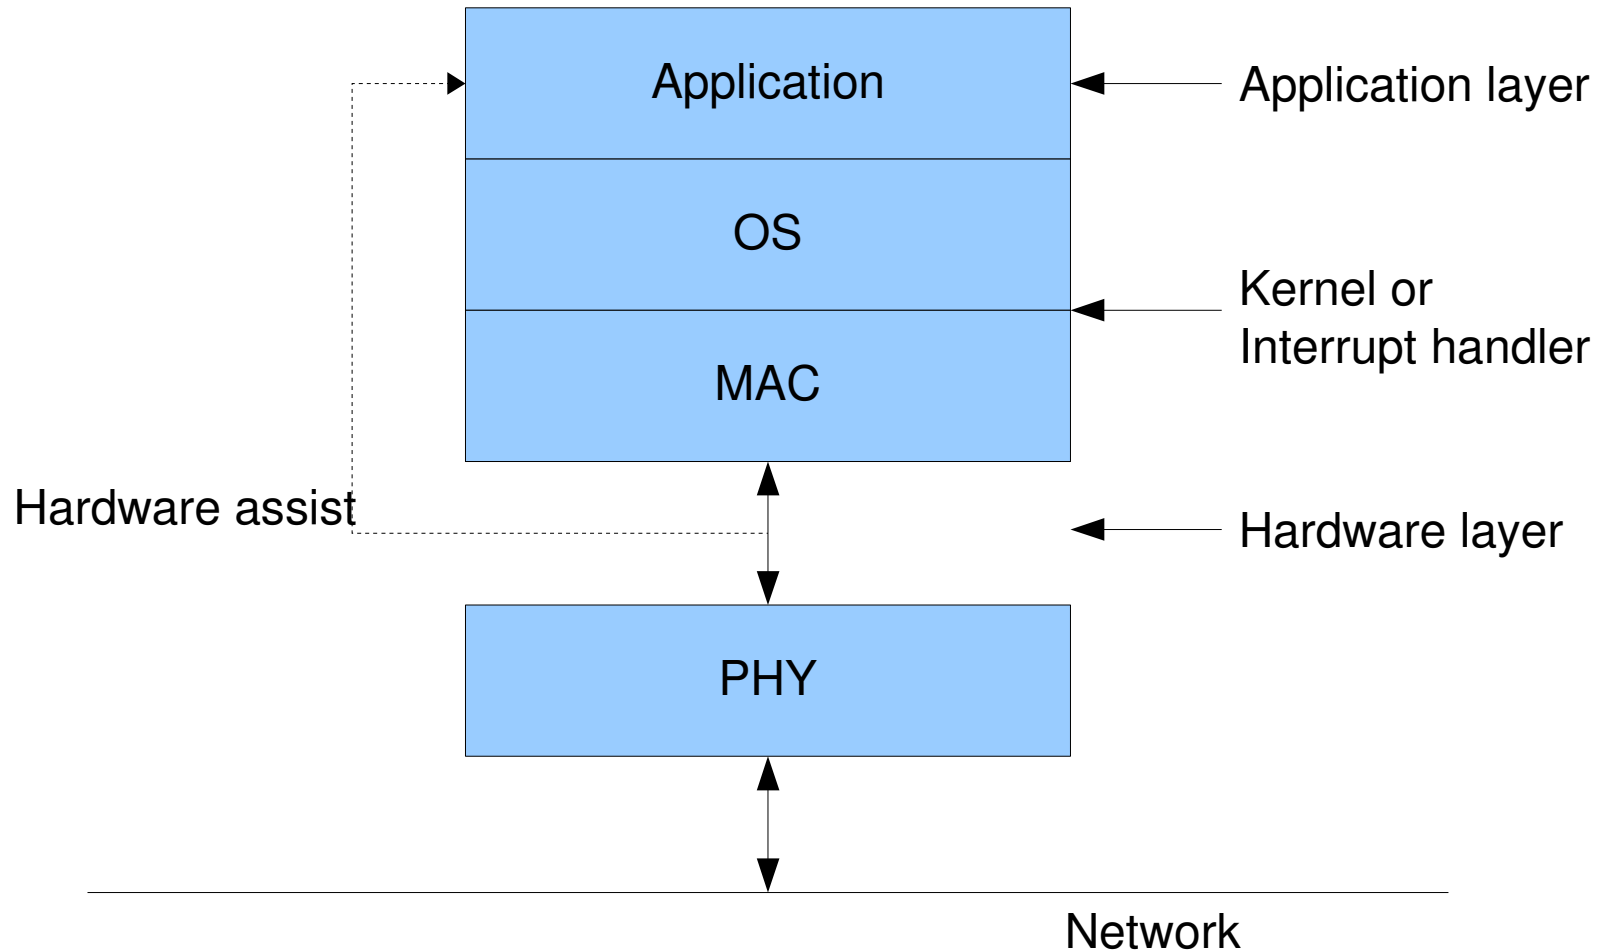 Application
Application layer
OS
Kernel or
Interrupt handler
MAC
Hardware assist
Hardware layer
PHY
Network